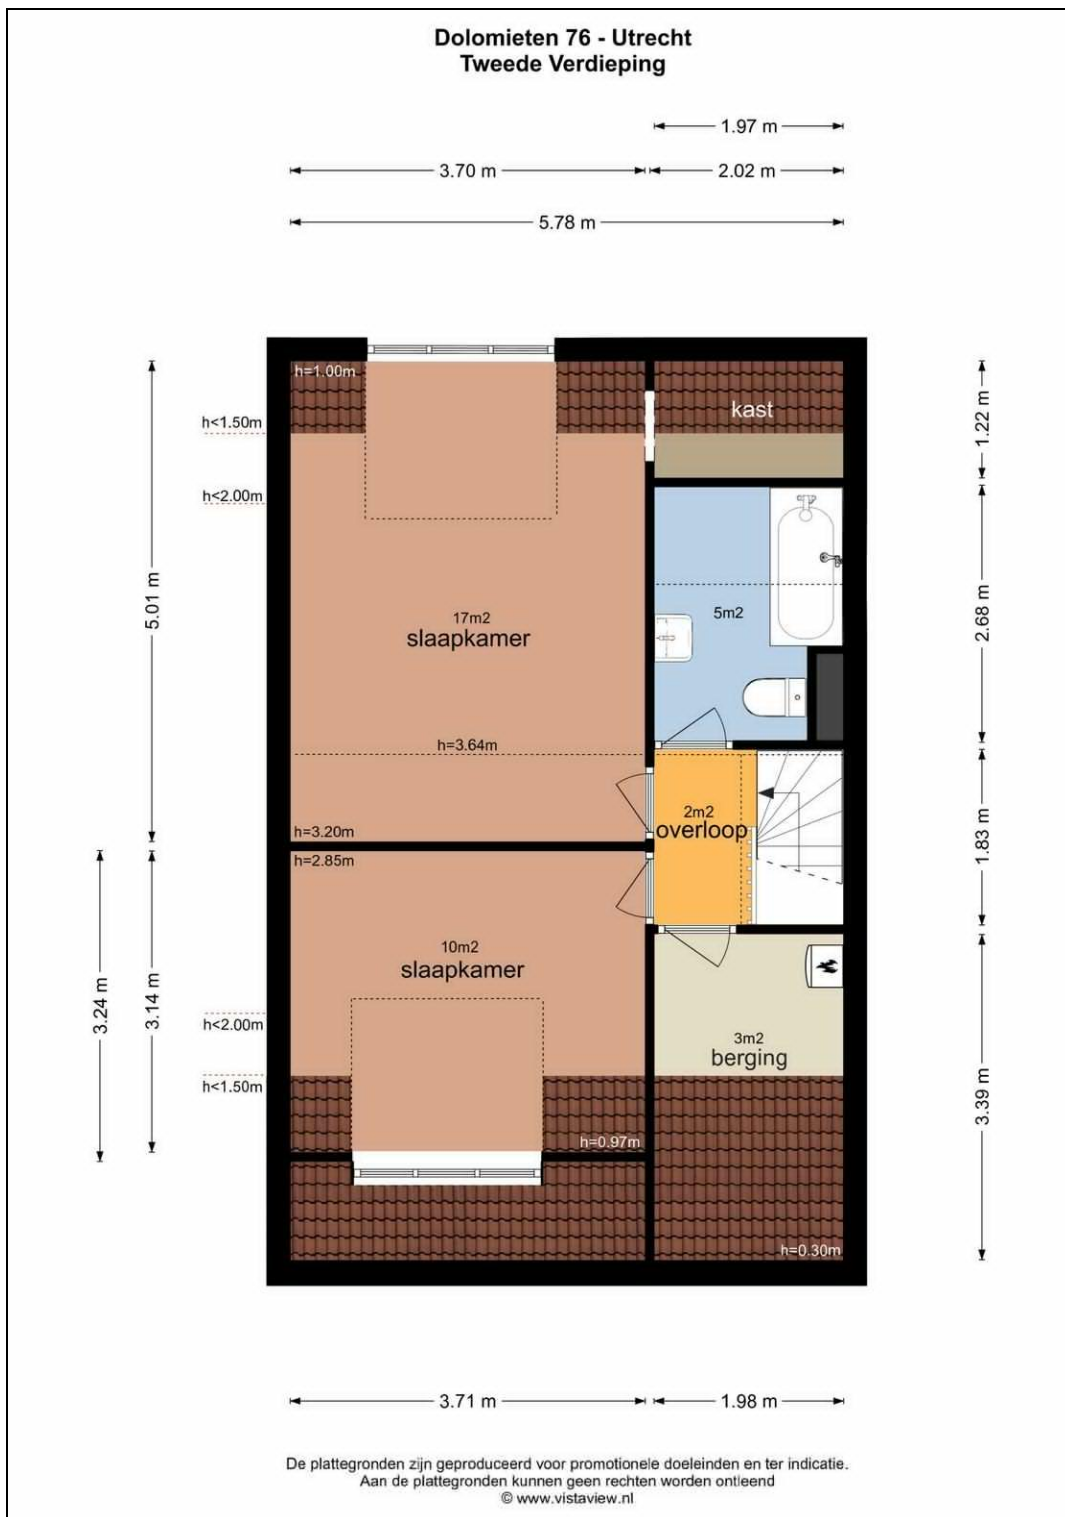 Dolomieten 76 - Utrecht
Tweede Verdieping
1.97 m
3.70 m
2.02 m
5.78 m
h=1.00m
kast
h<1.50m
h<2.00m
1.22 m
5.01 m
17m2
slaapkamer
5m2
2.68 m
h=3.64m
h=3.20m
2m2
overloop
1.83 m
h=2.85m
10m2
slaapkamer
3.24 m
3.14 m
h<2.00m
h<1.50m
3m2
berging
3.39 m
h=0.97m
h=0.30m
3.71 m
1.98 m
De plattegronden zijn geproduceerd voor promotionele doeleinden en ter indicatie.
Aan de plattegronden kunnen geen rechten worden ontleend
© www.vistaview.nl